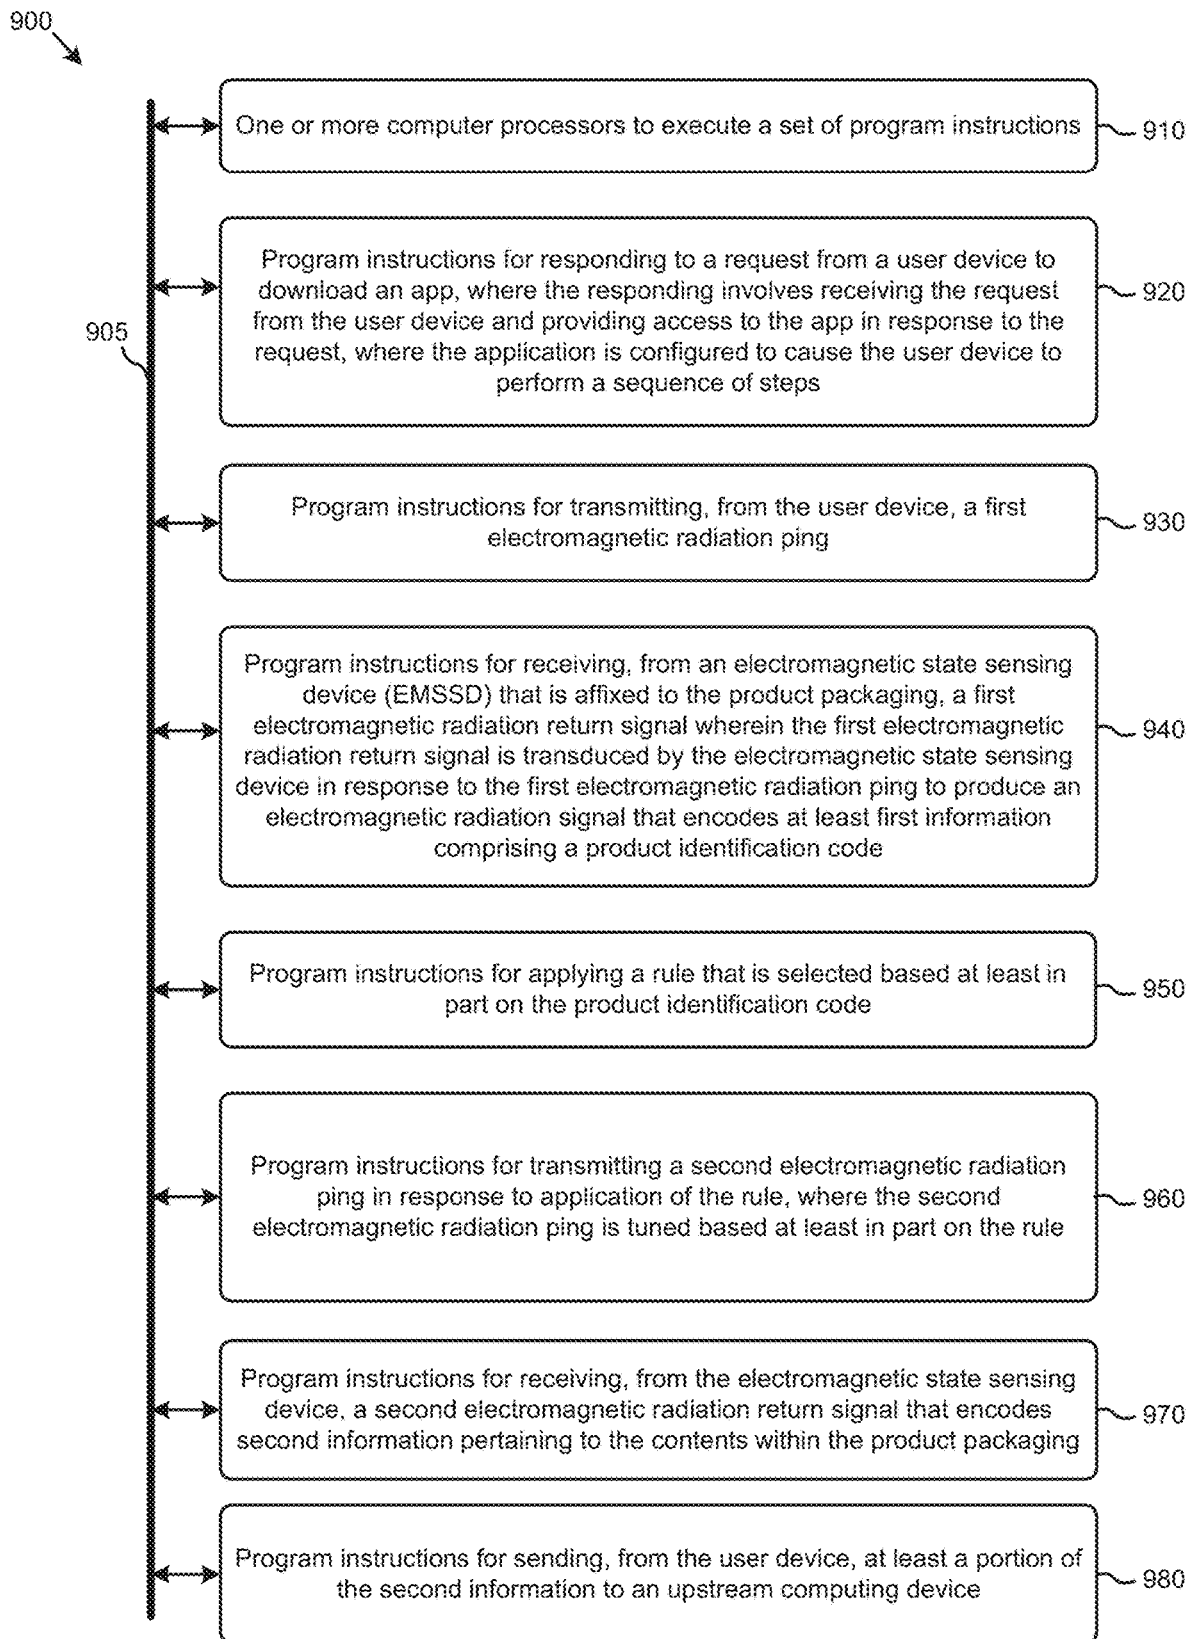 900
One or more computer processors to execute a set of program instructions
910
Program instructions for responding to a request from a user device to
download an app, where the responding involves receiving the request
from the user device and providing access to the app in response to the
request, where the application is configured to cause the user device to
perform a sequence of steps
920
905
Program instructions for transmitting, from the user device, a first
electromagnetic radiation ping
930
Program instructions for receiving, from an electromagnetic state sensing
device (EMSSD) that is affixed to the product packaging, a first
electromagnetic radiation return signal wherein the first electromagnetic
radiation return signal is transduced by the electromagnetic state sensing
device in response to the first electromagnetic radiation ping to produce an
electromagnetic radiation signal that encodes at least first information
comprising a product identification code
940
Program instructions for applying a rule that is selected based at least in
part on the product identification code
950
Program instructions for transmitting a second electromagnetic radiation
ping in response to application of the rule, where the second
electromagnetic radiation ping is tuned based at least in part on the rule
960
Program instructions for receiving, from the electromagnetic state sensing
device, a second electromagnetic radiation return signal that encodes
second information pertaining to the contents within the product packaging
970
Program instructions for sending, from the user device, at least a portion of
the second information to an upstream computing device
980